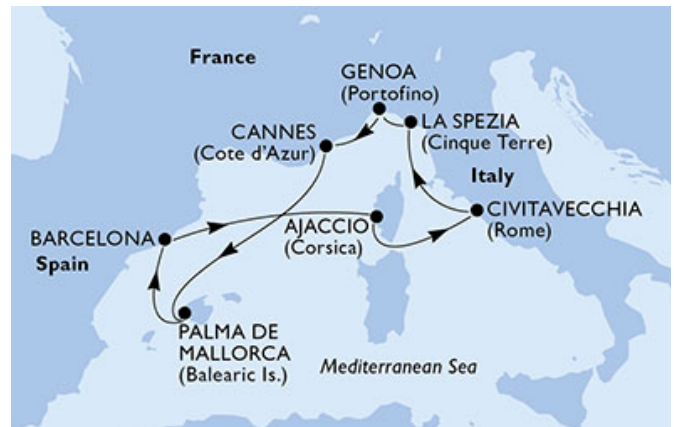 France
GENOA
(Portofino)
LA SPEZIA
(Cinque Terre)
CANNES
(Cote d'Azur)
Italy
CIVITAVECCHIA
(Rome)
AJACCIO
(Corsica)
BARCELONA
Spain
PALMA DE
MALLORCA
(Balearic Is.)
Mediterranean Sea